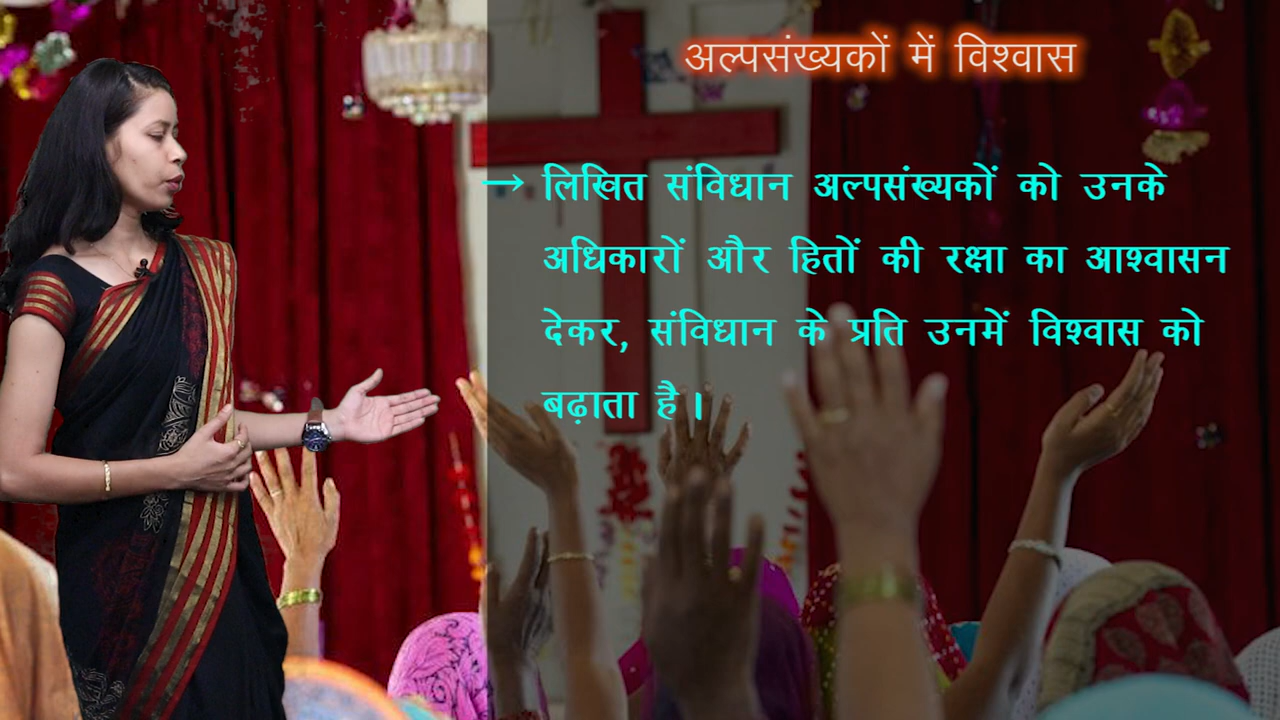 अल्पसंख्यकों में विश्वास
→ लिखित संविधान अल्पसंख्यकों को उनके
अधिकारों और हितों की रक्षा का आश्वासन
देकर, संविधान के प्रति उनमें विश्वास को
बढ़ाता है।